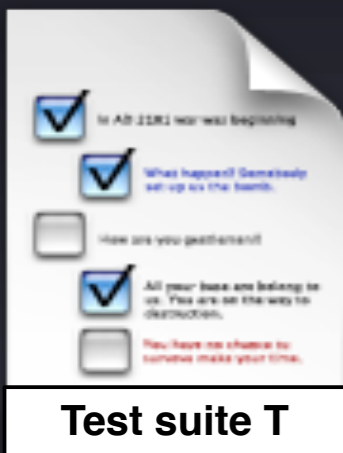 In AD 2101 war was beginning
What happen? Somebody
set up us the bomb.
How are you gentlemen!!
All your base are belong to
us. You are on the way to
destruction.
You have no chance to
survive make your time.
Test suite T